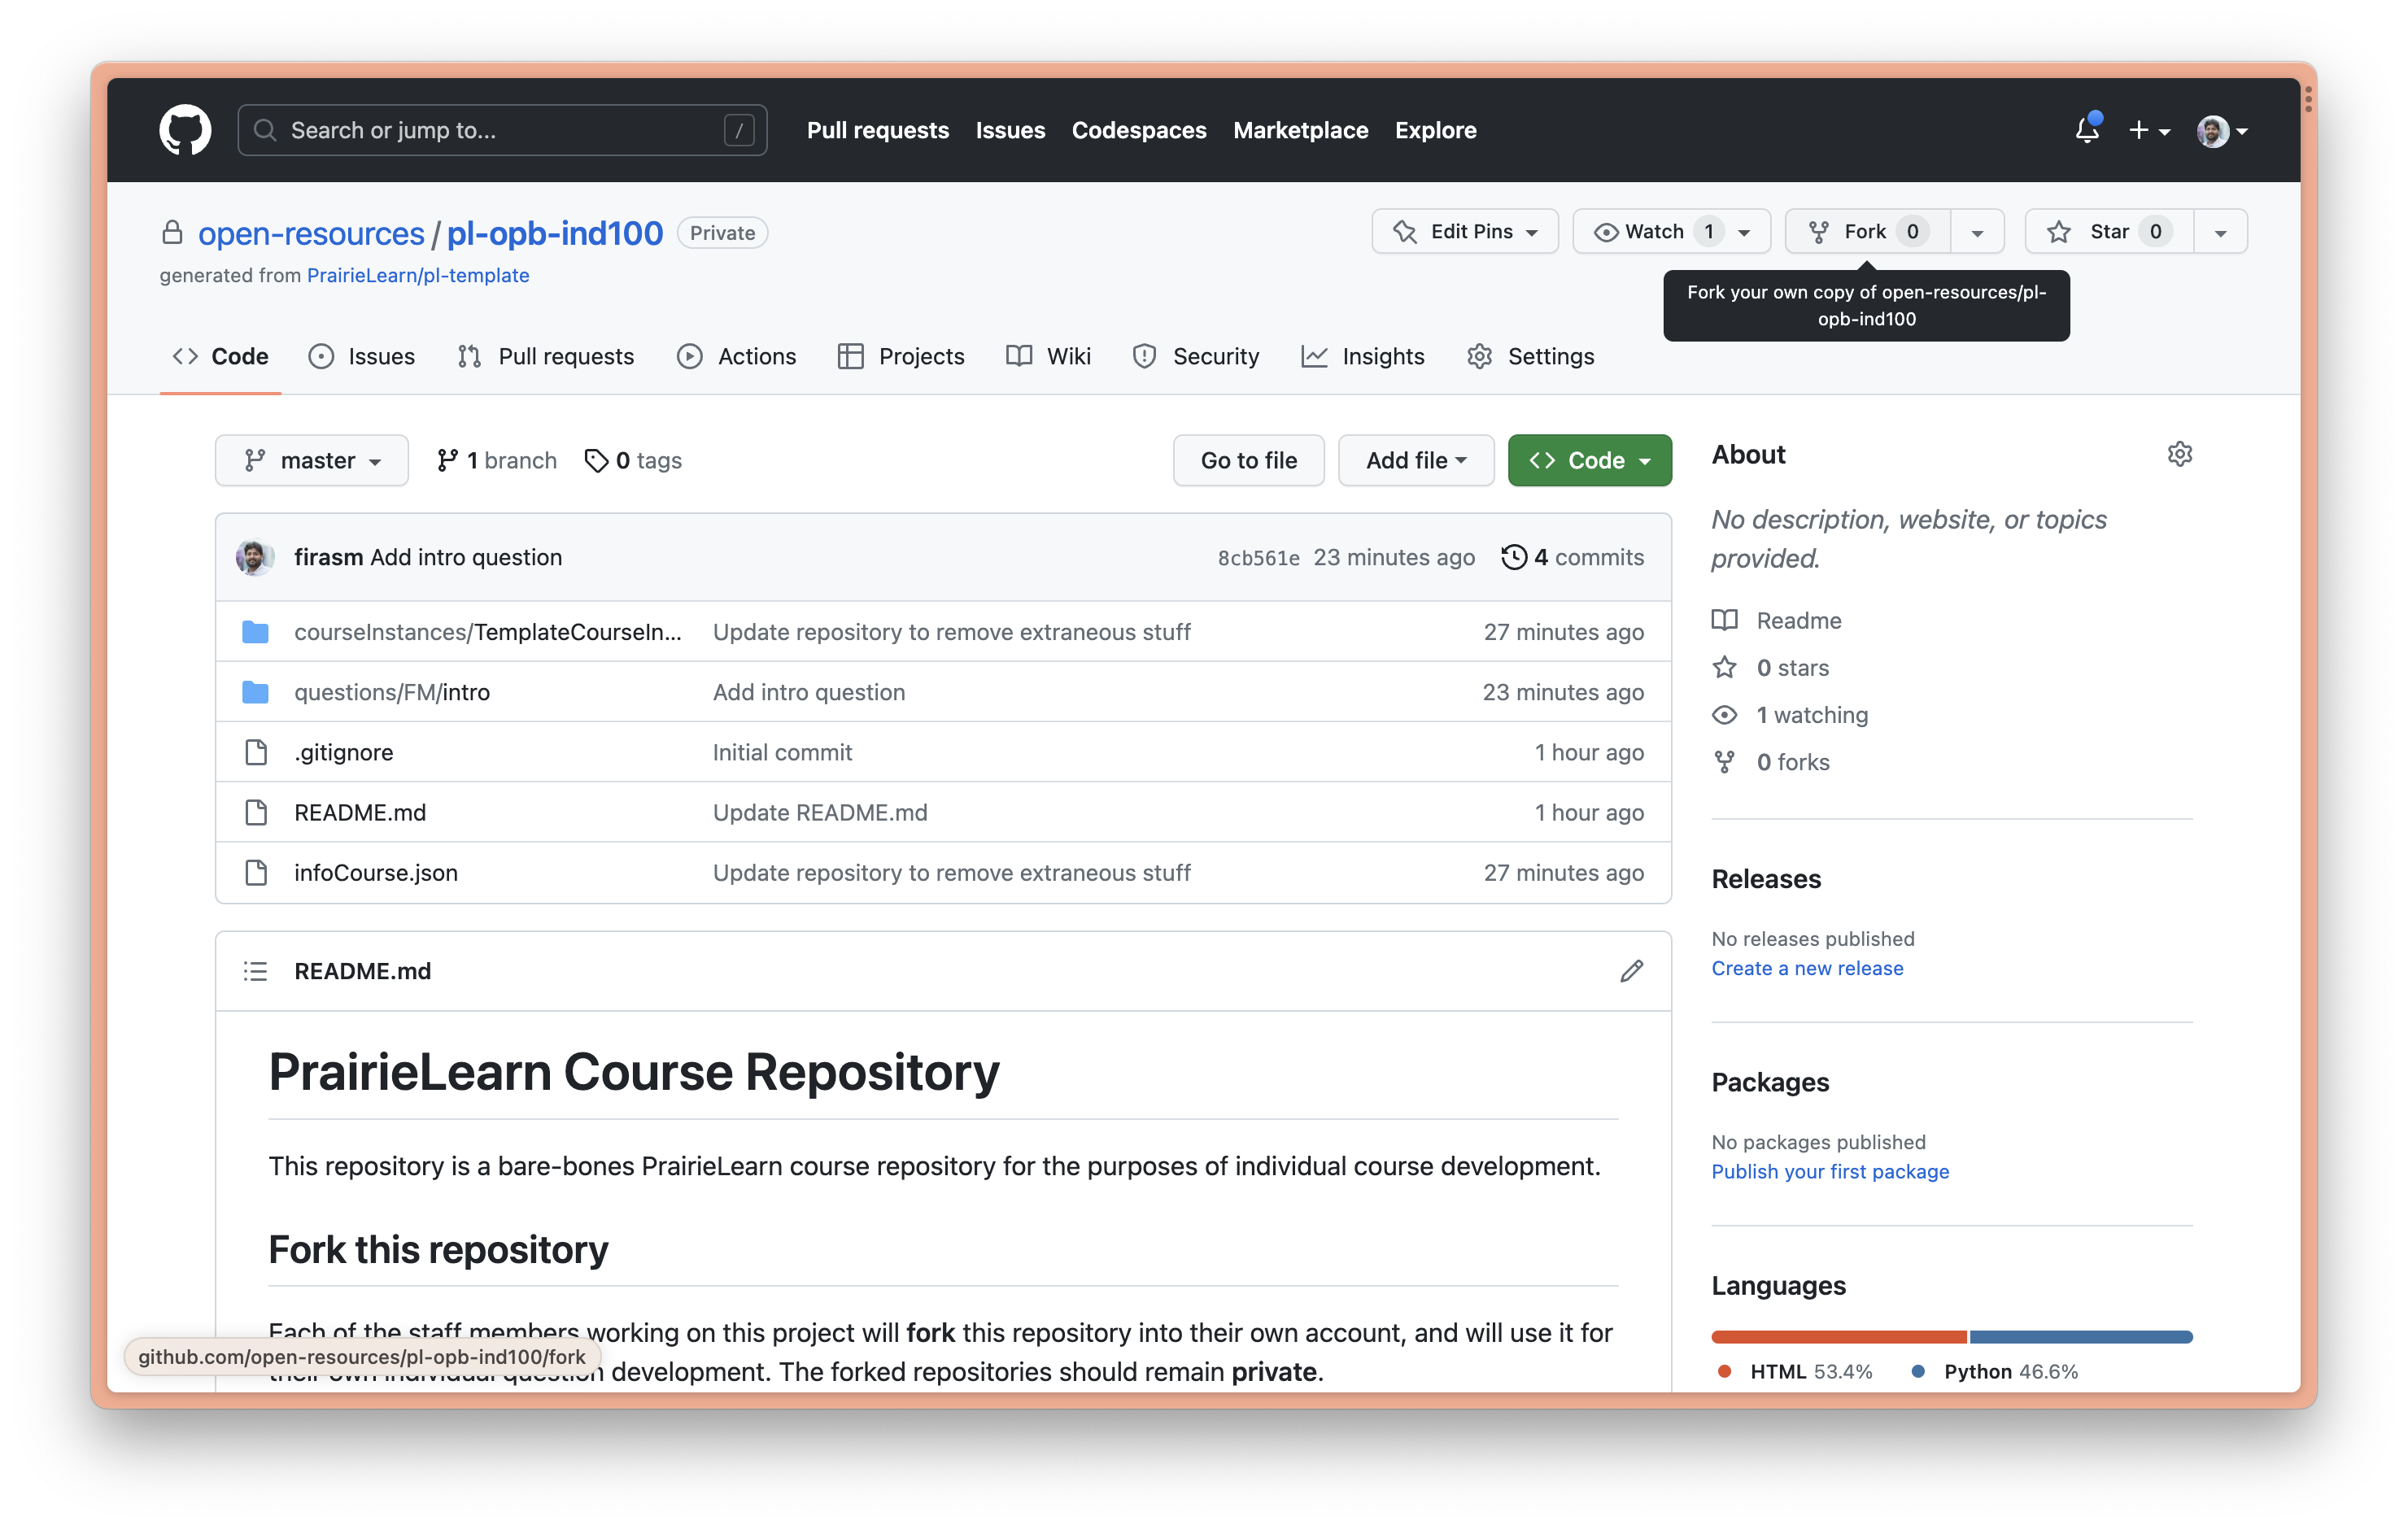 Search or jump to... /
Pull requests Issues Codespaces Marketplace Explore
open-resources / pl-opb-ind100 Private
Edit Pins Watch 1 Fork 0 Star 0
generated from PrairieLearn/pl-template
Fork your own copy of open-resources/pl-
opb-ind100
Code Issues Pull requests Actions Projects Wiki Security Insights Settings
master 1 branch 0 tags Go to file Add file Code
firasm Add intro question 8cb561e 23 minutes ago 4 commits
courseInstances/TemplateCourseIn... Update repository to remove extraneous stuff 27 minutes ago
questions/FM/intro Add intro question 23 minutes ago
.gitignore Initial commit 1 hour ago
README.md Update README.md 1 hour ago
infoCourse.json Update repository to remove extraneous stuff 27 minutes ago
README.md
PrairieLearn Course Repository
This repository is a bare-bones PrairieLearn course repository for the purposes of individual course development.
Fork this repository
Each of the staff members working on this project will fork this repository into their own account, and will use it for
their own individual question development. The forked repositories should remain private.
github.com/open-resources/pl-opb-ind100/fork
About
No description, website, or topics
provided.
Readme
0 stars
1 watching
0 forks
Releases
No releases published
Create a new release
Packages
No packages published
Publish your first package
Languages
HTML 53.4% Python 46.6%